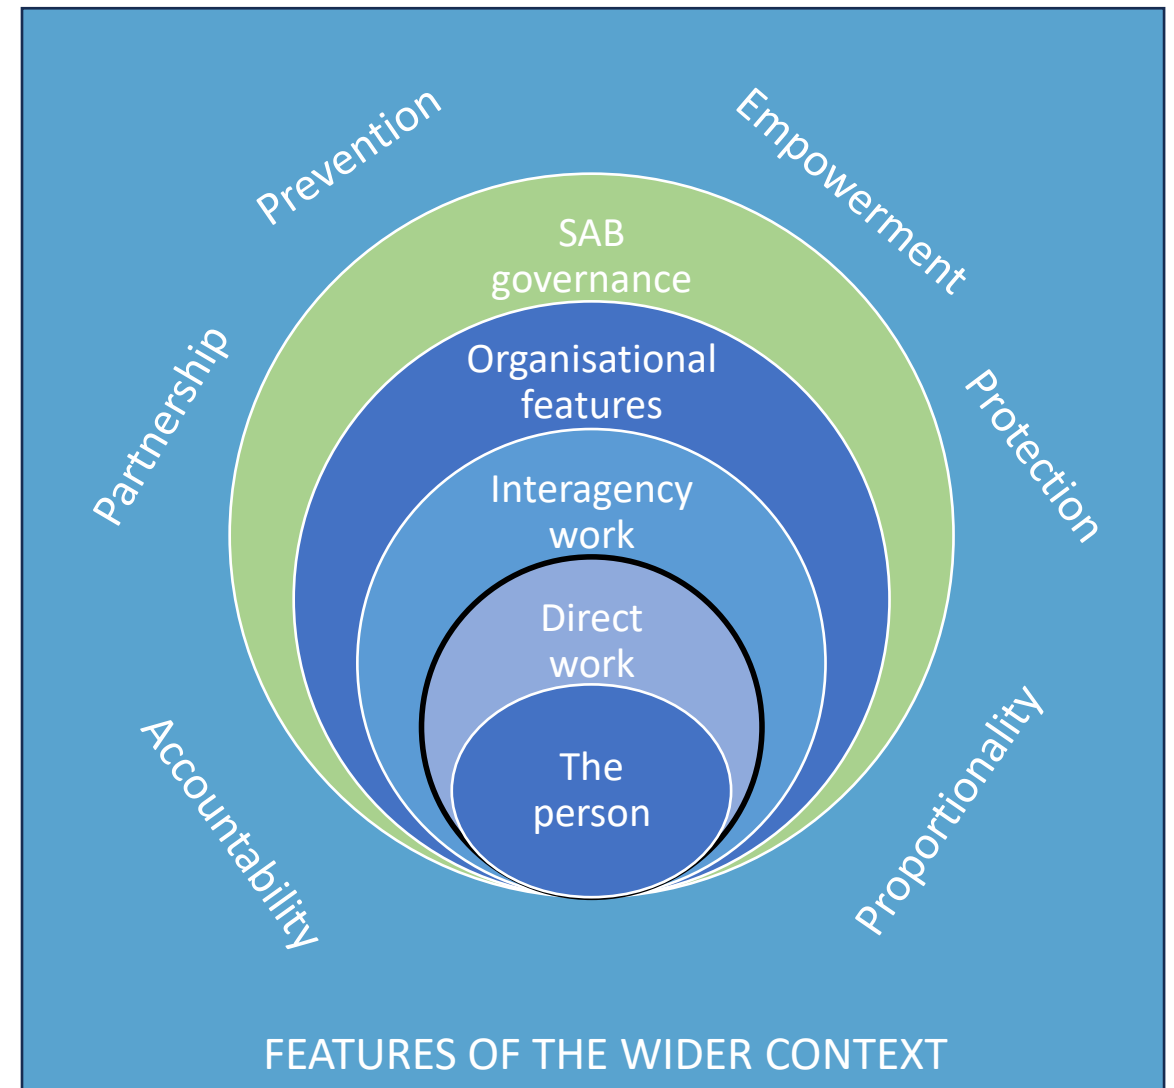 Prevention
Empowerment
Partnership
Protection
SAB
governance
Organisational
features
Interagency
work
Direct
work
The
person
Accountability
Proportionality
FEATURES OF THE WIDER CONTEXT